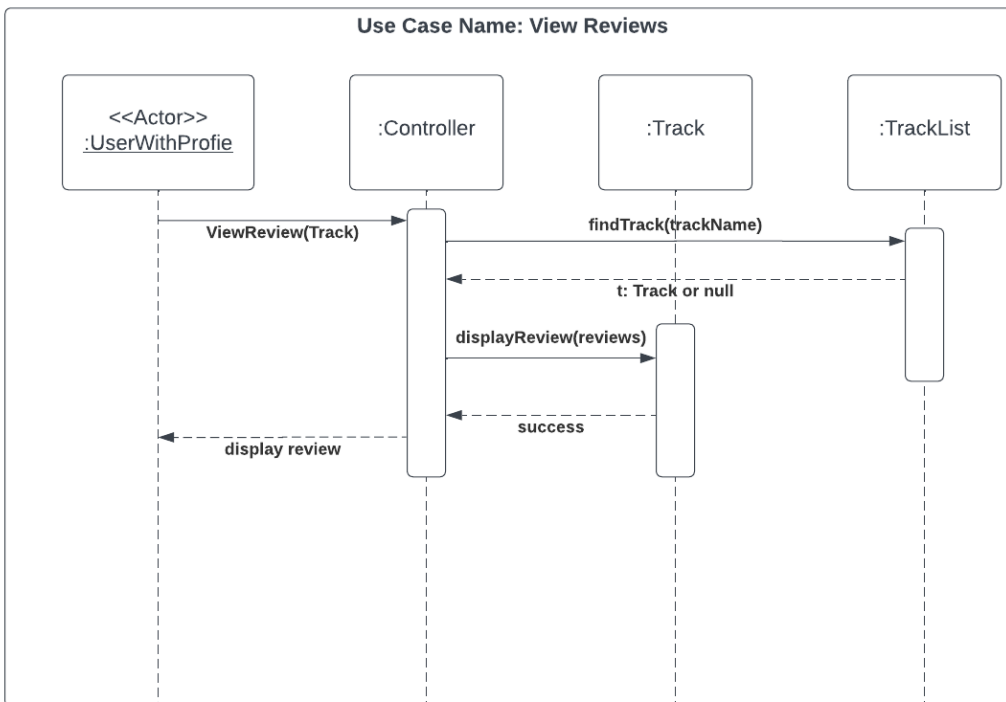 Use Case Name: View Reviews
<<Actor>>
:UserWithProfie
:Controller
:Track
:TrackList
ViewReview(Track)
findTrack(trackName)
t: Track or null
displayReview(reviews)
success
display review